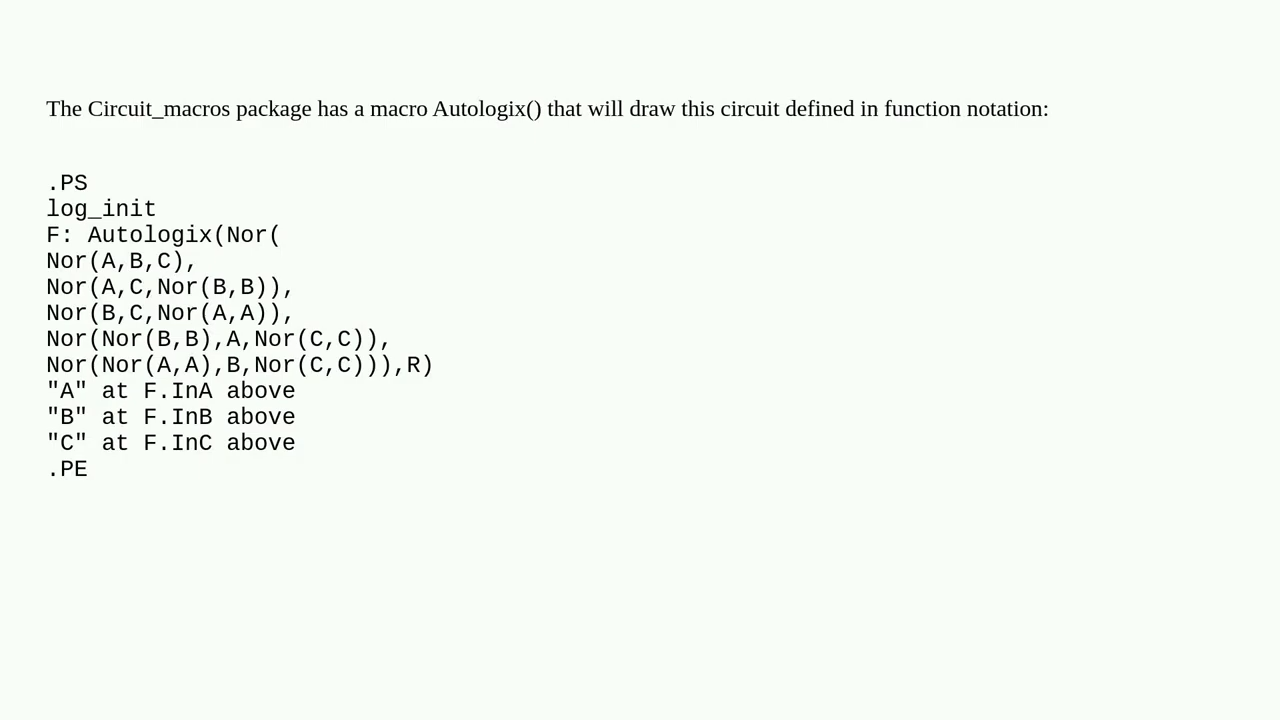 The Circuit_macros package has a macro Autologix() that will draw this circuit defined in function notation:
.PS
log_init
F: Autologix(Nor(
Nor(A,B,C),
Nor(A,C,Nor(B,B)),
Nor(B,C,Nor(A,A)),
Nor(Nor(B,B),A,Nor(C,C)),
Nor(Nor(A,A),B,Nor(C,C))),R)
"A" at F.InA above
"B" at F.InB above
"C" at F.InC above
.PE